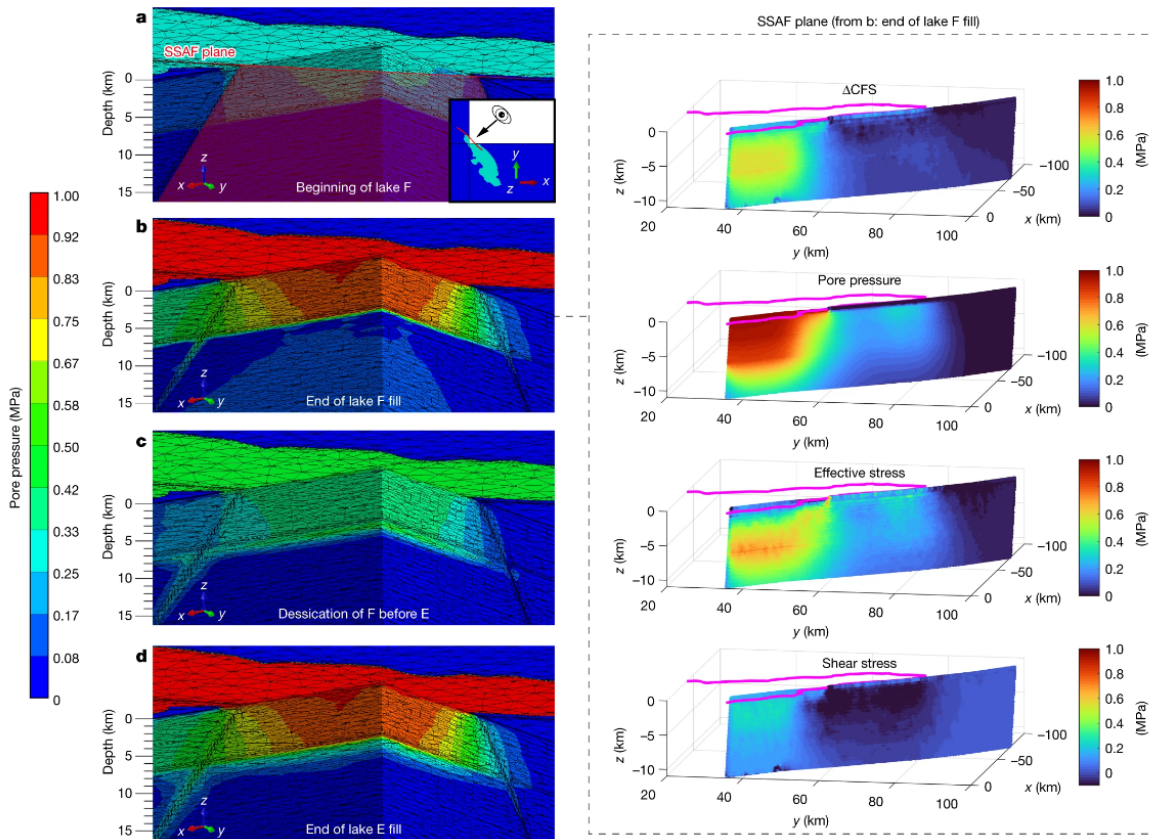 a
SSAF plane
0
5
10
15
Depth (km)
z
x
y
Beginning of lake F
y
z
x
Pore pressure (MPa)
1.00
0.92
0.83
0.75
0.67
0.58
0.50
0.42
0.33
0.25
0.17
0.08
0
b
0
5
10
15
Depth (km)
z
x
y
End of lake F fill
c
0
5
10
15
Depth (km)
z
x
y
Dessication of F before E
d
0
5
10
15
Depth (km)
z
x
y
End of lake E fill
SSAF plane (from b: end of lake F fill)
ΔCFS
z (km)
0
−5
−10
20
40
60
80
100
y (km)
0
−50
−100
x (km)
1.0
0.8
0.6
0.4
0.2
0
(MPa)
Pore pressure
z (km)
0
−5
−10
20
40
60
80
100
y (km)
0
−50
−100
x (km)
1.0
0.8
0.6
0.4
0.2
0
(MPa)
Effective stress
z (km)
0
−5
−10
20
40
60
80
100
y (km)
0
−50
−100
x (km)
1.0
0.8
0.6
0.4
0.2
0
(MPa)
Shear stress
z (km)
0
−5
−10
20
40
60
80
100
y (km)
0
−50
−100
x (km)
1.0
0.8
0.6
0.4
0.2
0
(MPa)